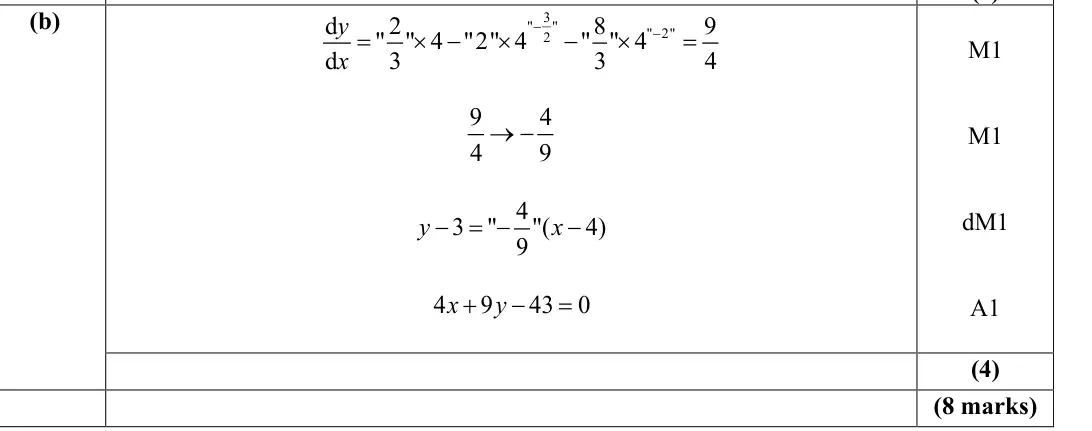 (b)
dy/dx = "2/3"×4 − "2"×4^"−3/2" − "8/3"×4^"−2" = 9/4 M1
9/4 → −4/9 M1
y − 3 = "−4/9"(x − 4) dM1
4x + 9y − 43 = 0 A1
(4)
(8 marks)